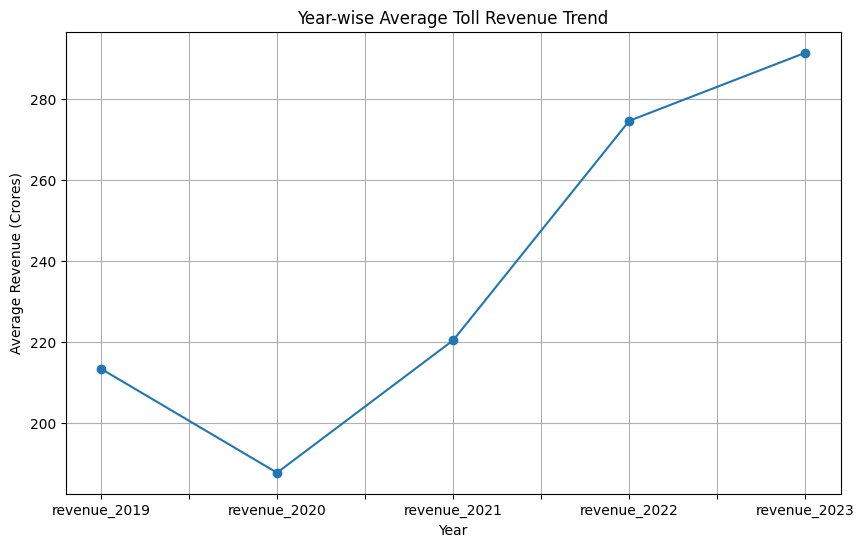 Year-wise Average Toll Revenue Trend
280
260
240
220
200
Average Revenue (Crores)
revenue_2019 revenue_2020 revenue_2021 revenue_2022 revenue_2023
Year